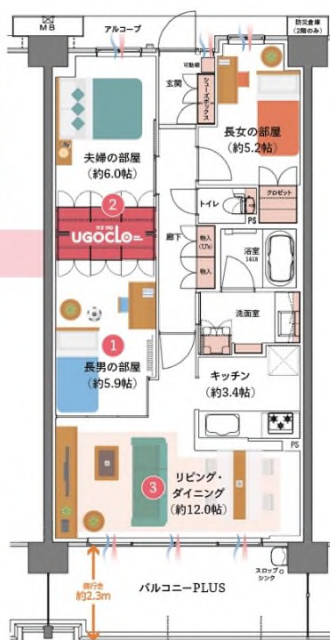 MB
アルコーブ
防災倉庫
(2階のみ)
玄関
可動棚
シューズボックス
長女の部屋
(約5.2帖)
夫婦の部屋
(約6.0帖)
2
UGOCLO
トイレ
PS
クロゼット
廊下
物入
物入
浴室
1418
洗面室
1
長男の部屋
(約5.9帖)
キッチン
(約3.4帖)
PS
3
リビング・
ダイニング
(約12.0帖)
奥行き
約2.3m
バルコニーPLUS
スロップ
シンク